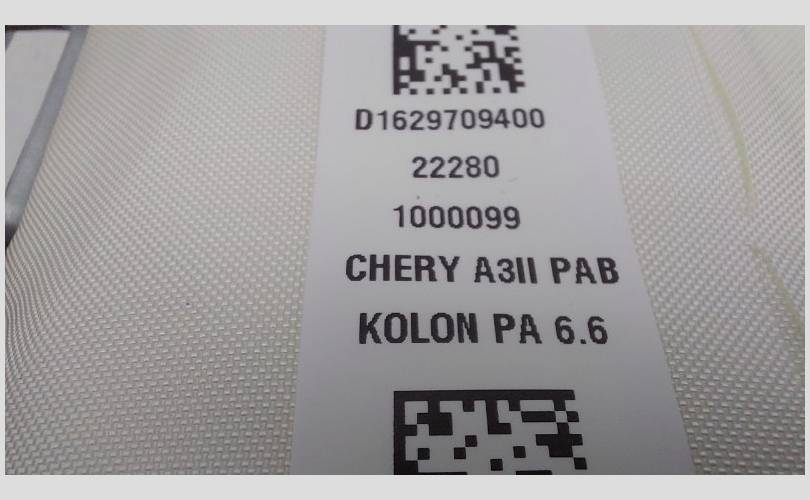 D1629709400
22280
1000099
CHERY A3II PAB
KOLON PA 6.6